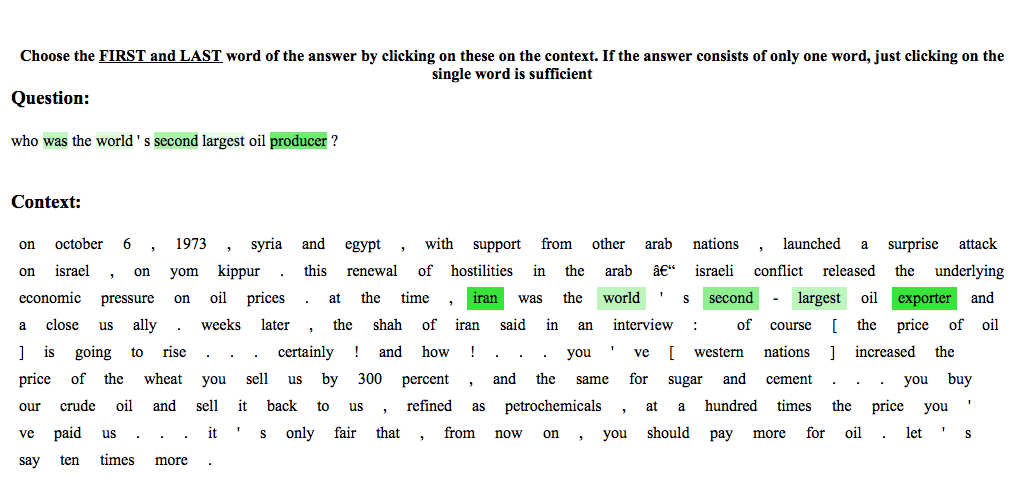 Choose the FIRST and LAST word of the answer by clicking on these on the context. If the answer consists of only one word, just clicking on the
single word is sufficient
Question:
who was the world ' s second largest oil producer ?
Context:
on october 6 , 1973 , syria and egypt , with support from other arab nations , launched a surprise attack
on israel , on yom kippur . this renewal of hostilities in the arab â€“ israeli conflict released the underlying
economic pressure on oil prices . at the time , iran was the world ' s second - largest oil exporter and
a close us ally . weeks later , the shah of iran said in an interview : of course [ the price of oil
] is going to rise . . . certainly ! and how ! . . . you ' ve [ western nations ] increased the
price of the wheat you sell us by 300 percent , and the same for sugar and cement . . . you buy
our crude oil and sell it back to us , refined as petrochemicals , at a hundred times the price you '
ve paid us . . . it ' s only fair that , from now on , you should pay more for oil . let ' s
say ten times more .